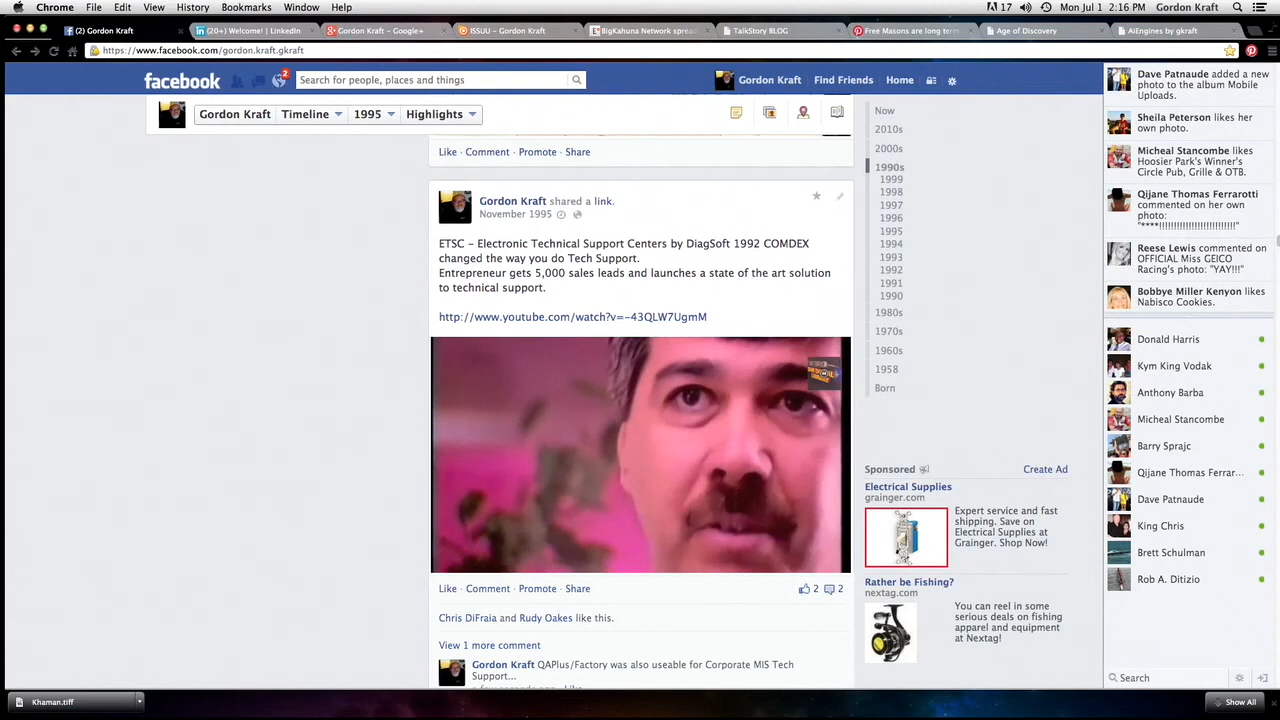 Chrome File Edit View History Bookmarks Window Help 17 Mon Jul 1 2:16 PM Gordon Kraft
(2) Gordon Kraft (20+) Welcome! | LinkedIn Gordon Kraft - Google+ ISSUU - Gordon Kraft BigKahuna Network spread TalkStory BLOG Free Masons are long term Age of Discovery AiEngines by gkraft
https://www.facebook.com/gordon.kraft.gkraft
facebook 2 Search for people, places and things Gordon Kraft Find Friends Home
Gordon Kraft Timeline 1995 Highlights
Like · Comment · Promote · Share
Gordon Kraft shared a link.
November 1995
ETSC - Electronic Technical Support Centers by DiagSoft 1992 COMDEX
changed the way you do Tech Support.
Entrepreneur gets 5,000 sales leads and launches a state of the art solution
to technical support.
http://www.youtube.com/watch?v=-43QLW7UgmM
Like · Comment · Promote · Share 2 2
Chris DiFraia and Rudy Oakes like this.
View 1 more comment
Gordon Kraft QAPlus/Factory was also useable for Corporate MIS Tech
Support...
Now
2010s
2000s
1990s
1999
1998
1997
1996
1995
1994
1993
1992
1991
1990
1980s
1970s
1960s
1958
Born
Sponsored Create Ad
Electrical Supplies
grainger.com
Expert service and fast
shipping. Save on
Electrical Supplies at
Grainger. Shop Now!
Rather be Fishing?
nextag.com
You can reel in some
serious deals on fishing
apparel and equipment
at Nextag!
Dave Patnaude added a new
photo to the album Mobile
Uploads.
Sheila Peterson likes her
own photo.
Micheal Stancombe likes
Hoosier Park's Winner's
Circle Pub, Grille & OTB.
Qijane Thomas Ferrarotti
commented on her own
photo:
"****!!!!!!!!!!!!!!!!!!!!!!!!!!"
Reese Lewis commented on
OFFICIAL Miss GEICO
Racing's photo: "YAY!!!"
Bobbye Miller Kenyon likes
Nabisco Cookies.
Donald Harris
Kym King Vodak
Anthony Barba
Micheal Stancombe
Barry Sprajc
Qijane Thomas Ferrar...
Dave Patnaude
King Chris
Brett Schulman
Rob A. Ditizio
Search
Khaman.tiff Show All